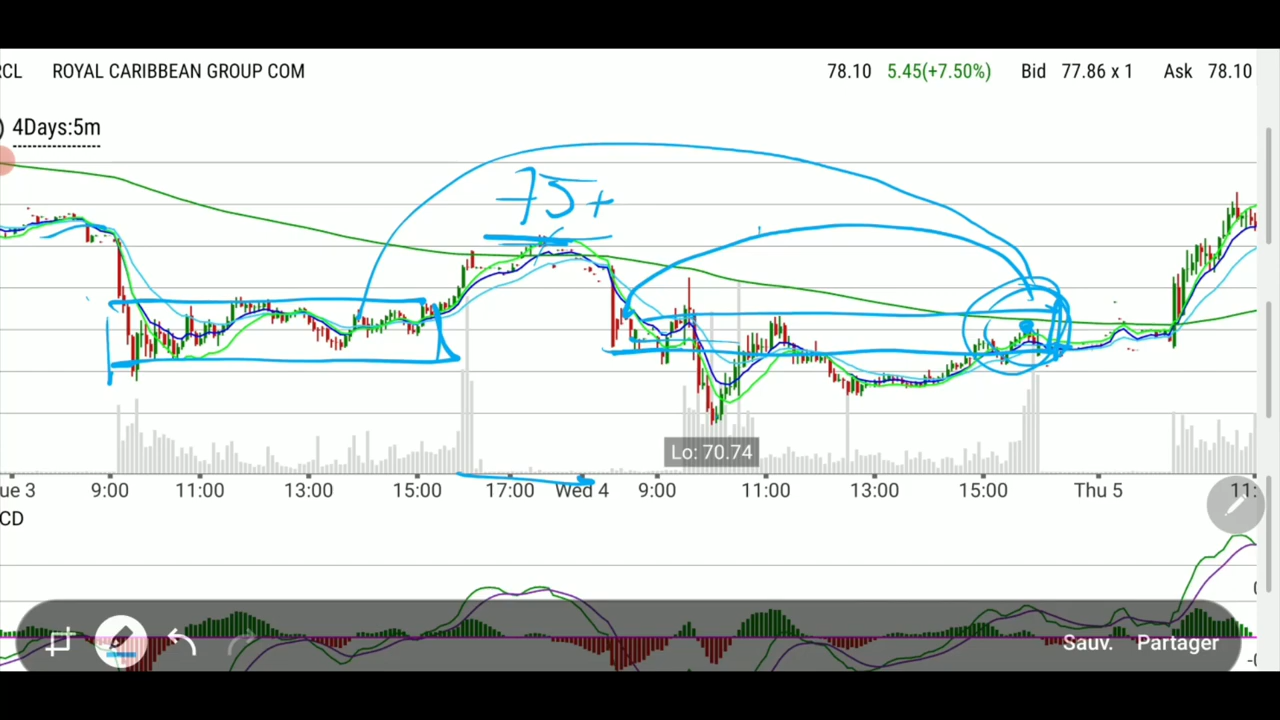 RCL ROYAL CARIBBEAN GROUP COM 78.10 5.45(+7.50%) Bid 77.86 x 1 Ask 78.10
) 4Days:5m
75+
Lo: 70.74
ue 3 9:00 11:00 13:00 15:00 17:00 Wed 4 9:00 11:00 13:00 15:00 Thu 5 11:
CD
Sauv. Partager